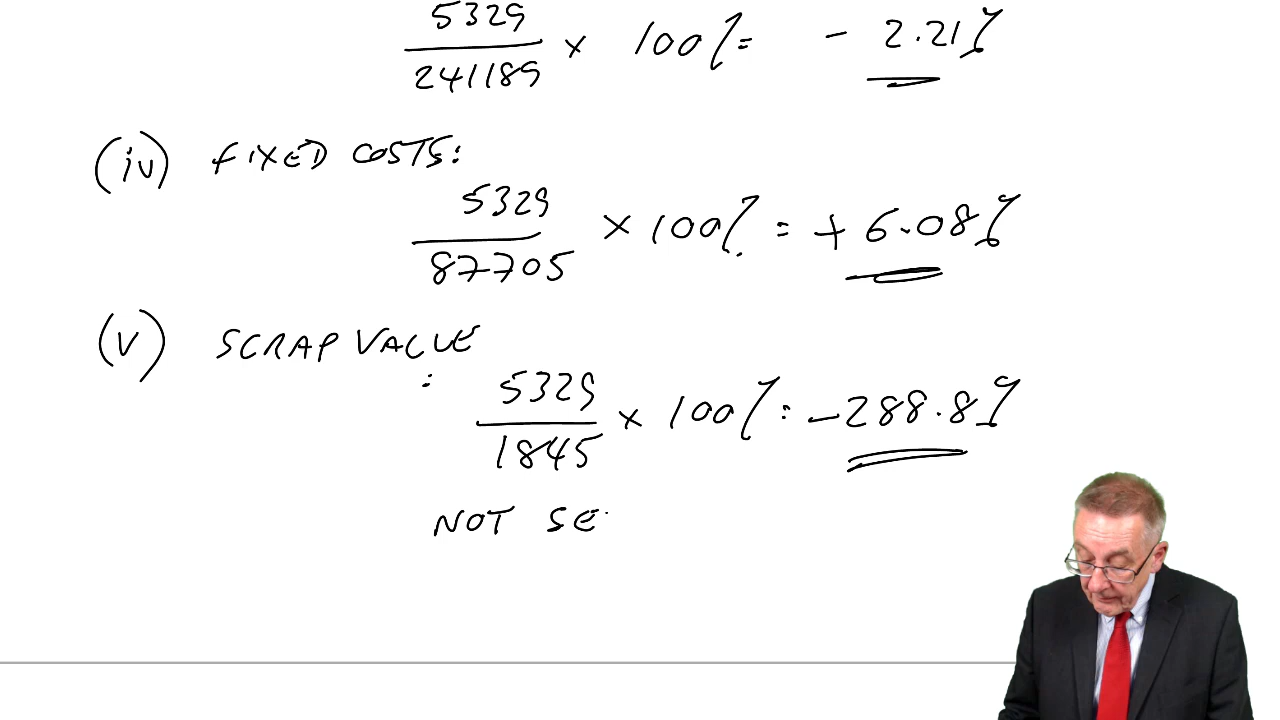 5329
241189 × 100% = - 2.21%
(iv) FIXED COSTS:
5329
87705 × 100% = + 6.08%
(v) SCRAP VALUE
: 5329
1845 × 100% = -288.8%
NOT SE